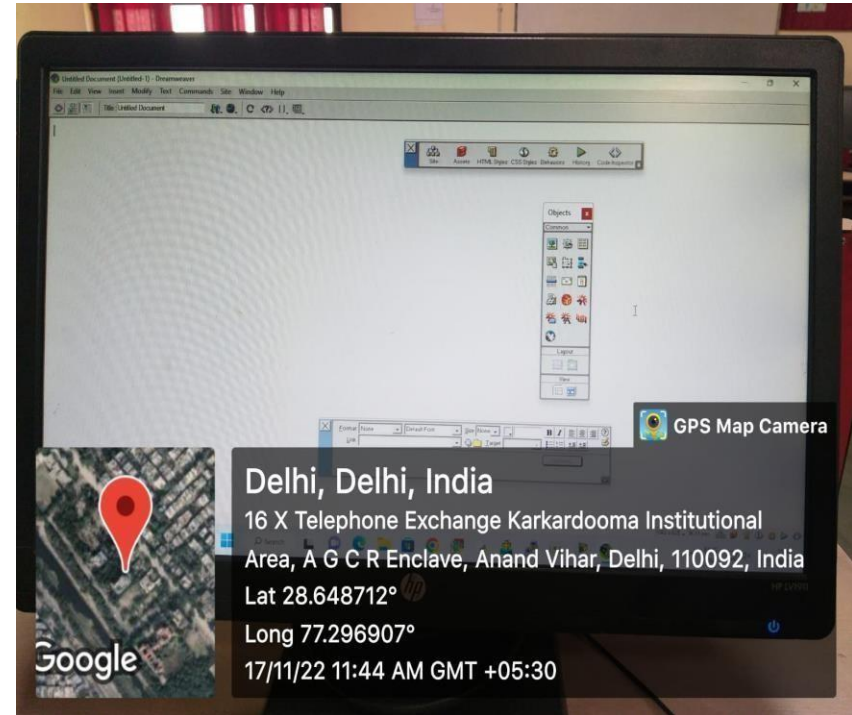 Untitled Document (Untitled-1) - Dreamweaver
File Edit View Insert Modify Text Commands Site Window Help
Title: Untitled Document
Site Assets HTML Styles CSS Styles Behaviors History Code Inspector
Objects
Common
Layout
View
Format None Default Font Size None B I
Link Target
GPS Map Camera
Delhi, Delhi, India
16 X Telephone Exchange Karkardooma Institutional
Area, A G C R Enclave, Anand Vihar, Delhi, 110092, India
Lat 28.648712°
Long 77.296907°
17/11/22 11:44 AM GMT +05:30
Google
Search
hp